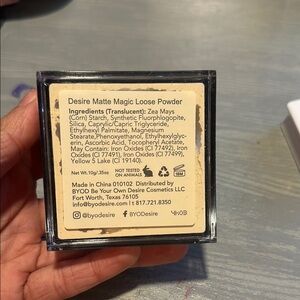 Desire Matte Magic Loose Powder
Ingredients (Translucent): Zea Mays
(Corn) Starch, Synthetic Fluorphlogopite,
Silica, Caprylic/Capric Triglyceride,
Ethylhexyl Palmitate, Magnesium
Stearate, Phenoxyethanol, Ethylhexylglyc-
erin, Ascorbic Acid, Tocopheryl Acetate,
May Contain: Iron Oxides (CI 77492), Iron
Oxides (CI 77491), Iron Oxides (CI 77499),
Yellow 5 Lake (CI 19140).
Net Wt.10g/.35oz
NOT TESTED
ON ANIMALS
Made in China 010102 Distributed by
BYOD Be Your Own Desire Cosmetics LLC
Fort Worth, Texas 76105
info@byodesire.com | t 817.721.8350
@byodesire
BYODesire